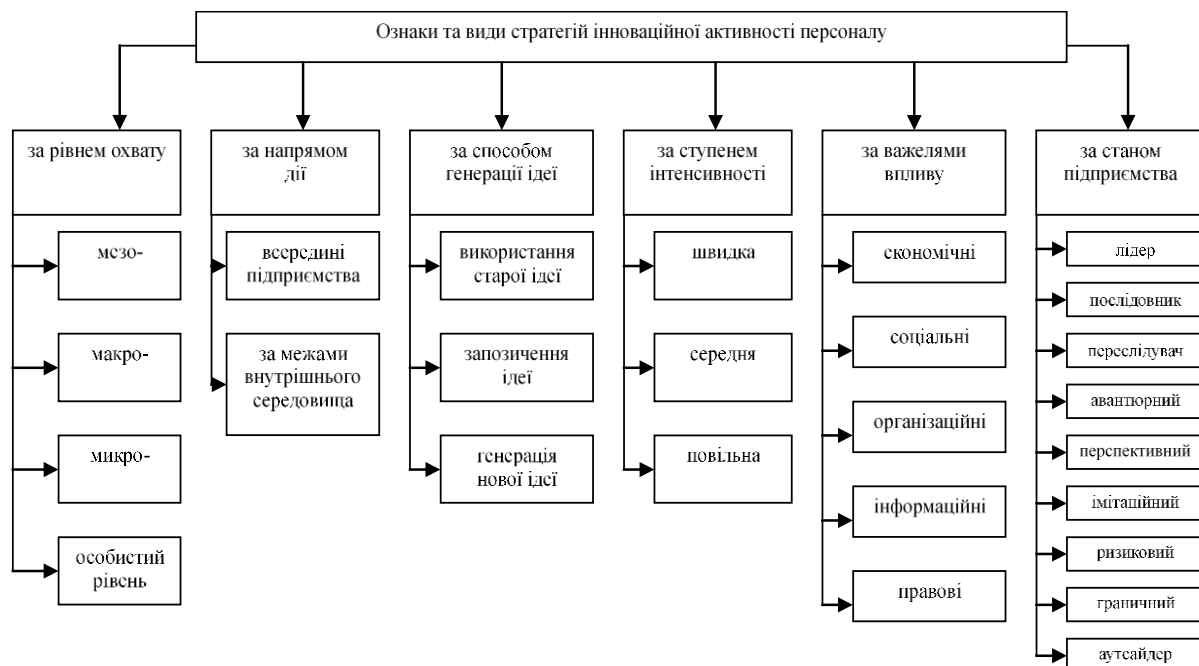 Ознаки та види стратегій інноваційної активності персоналу
за рівнем охвату
мезо-
макро-
микро-
особистий
рівень
за напрямом
дії
всередині
підприємства
за межами
внутрішнього
середовища
за способом
генерації ідеї
використання
старої ідеї
запозичення
ідеї
генерація
нової ідеї
за ступенем
інтенсивності
швидка
середня
повільна
за важелями
впливу
економічні
соціальні
організаційні
інформаційні
правові
за станом
підприємства
лідер
послідовник
переслідувач
авантюрний
перспективний
імітаційний
ризиковий
граничний
аутсайдер